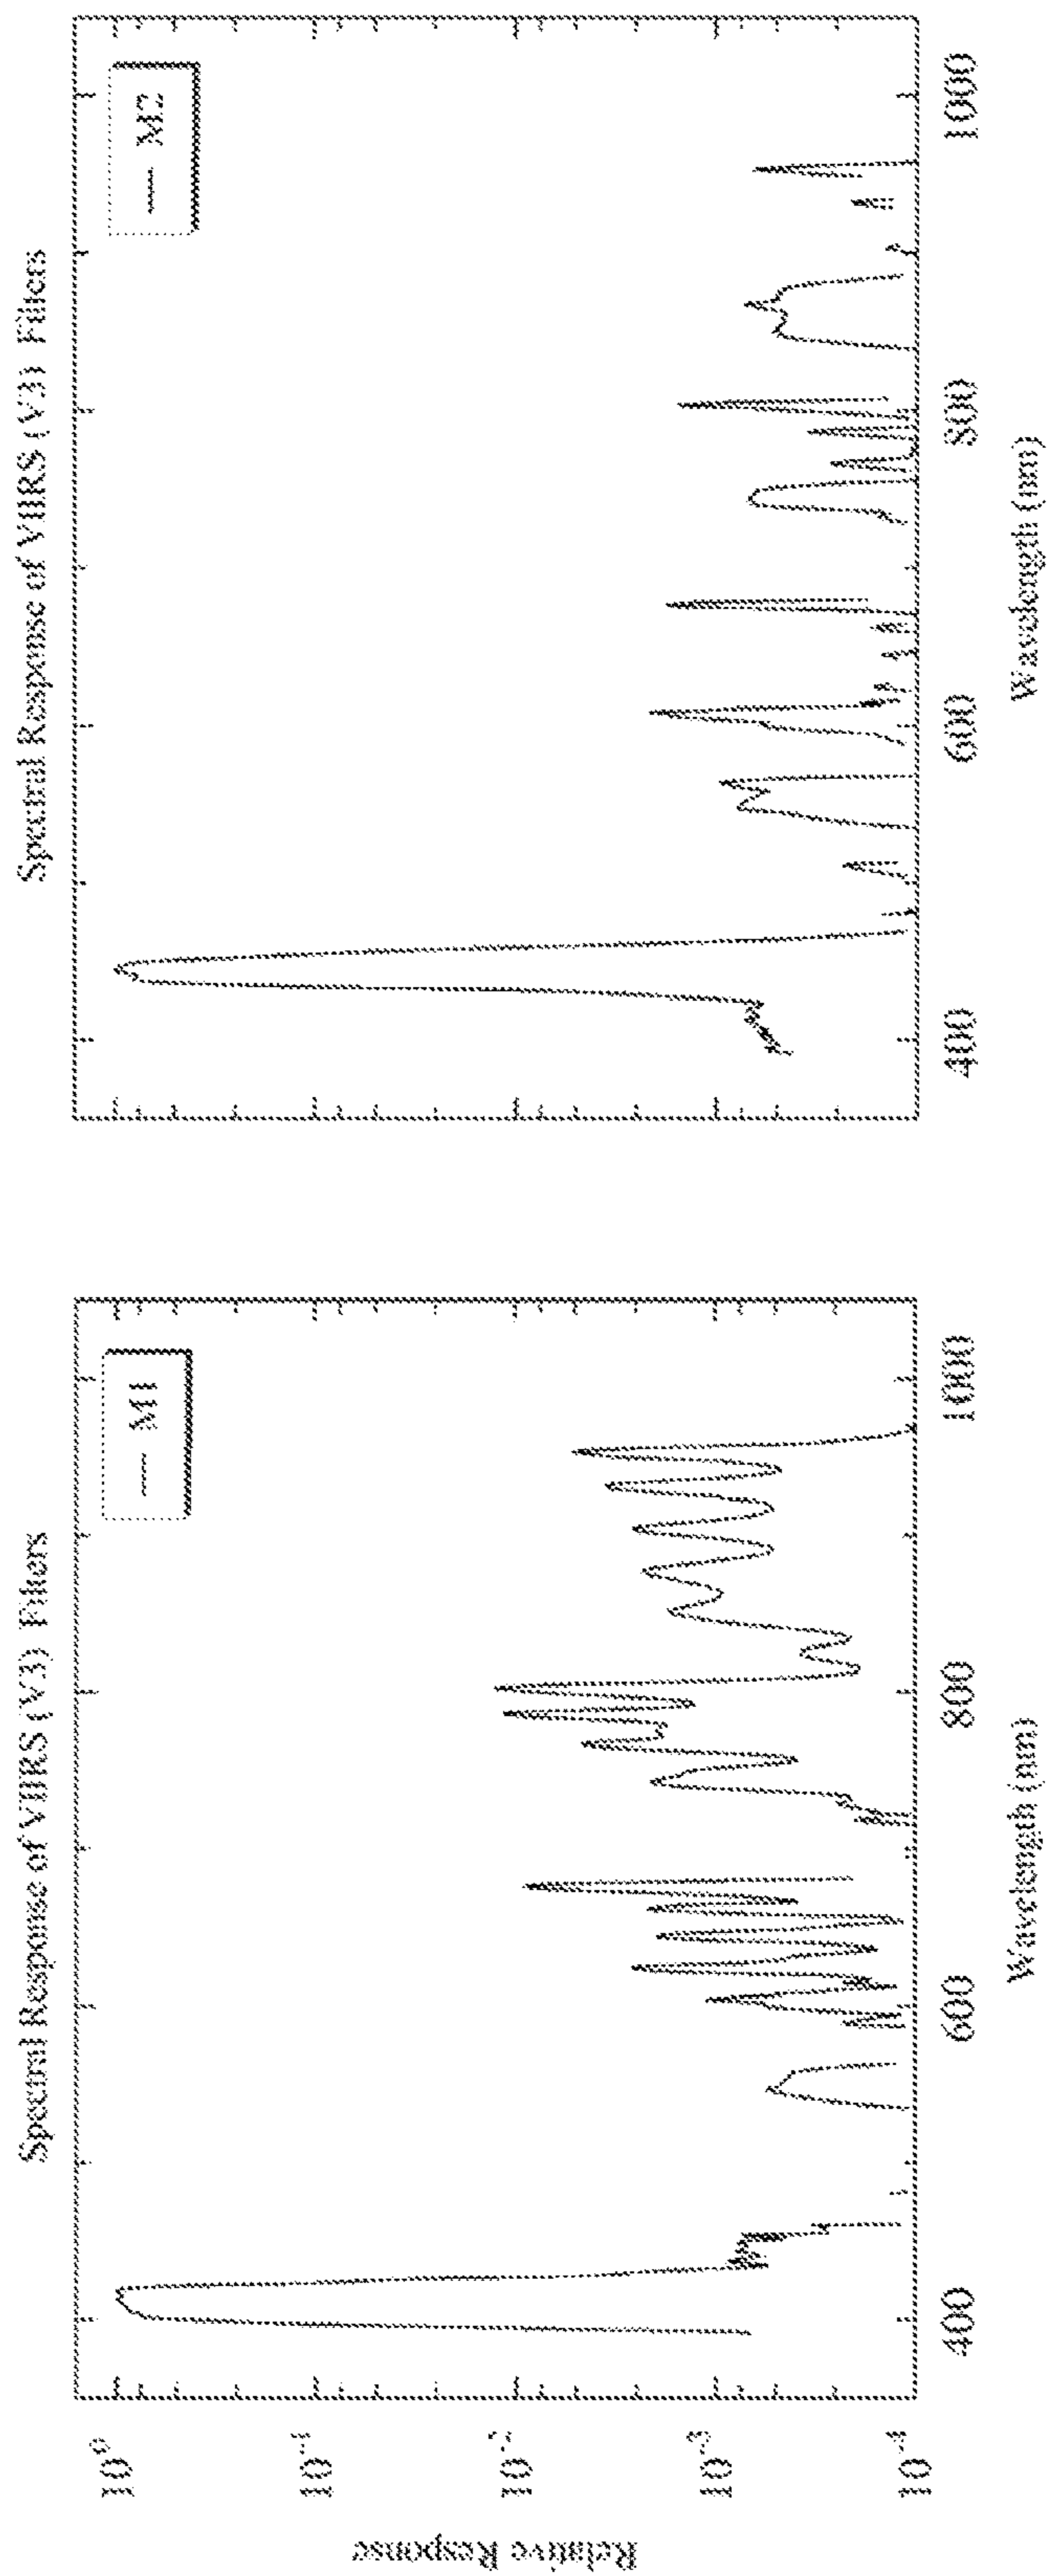 Spectral Response of VIIRS (V3) Filters
M1
10⁰
10⁻¹
10⁻²
10⁻³
10⁻⁴
Relative Response
400
600
800
1000
Wavelength (nm)
Spectral Response of VIIRS (V3) Filters
M2
400
600
800
1000
Wavelength (nm)